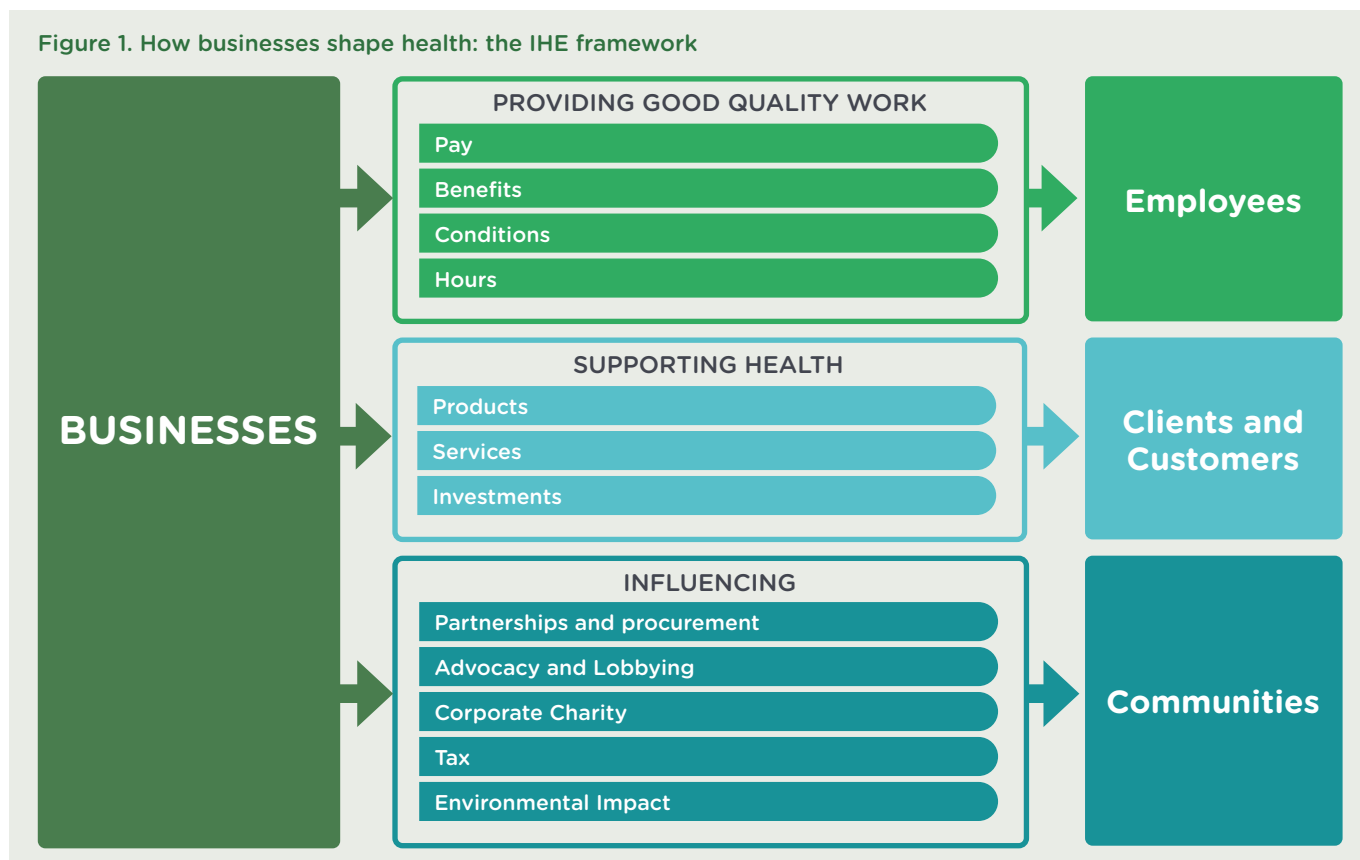 Figure 1. How businesses shape health: the IHE framework
BUSINESSES
PROVIDING GOOD QUALITY WORK
Pay
Benefits
Conditions
Hours
Employees
SUPPORTING HEALTH
Products
Services
Investments
Clients and
Customers
INFLUENCING
Partnerships and procurement
Advocacy and Lobbying
Corporate Charity
Tax
Environmental Impact
Communities